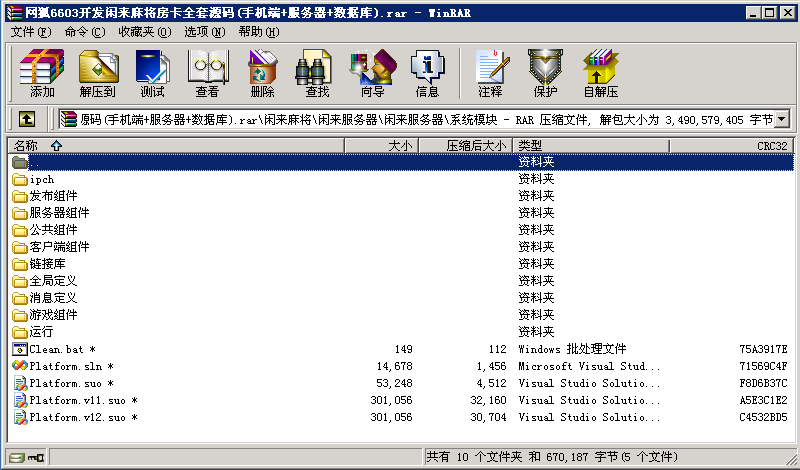 网狐6603开发闲来麻将房卡全套源码(手机端+服务器+数据库).rar - WinRAR
文件(F) 命令(C) 收藏夹(O) 选项(N) 帮助(H)
添加 解压到 测试 查看 删除 查找 向导 信息 注释 保护 自解压
源码(手机端+服务器+数据库).rar\闲来麻将\闲来服务器\闲来服务器\系统模块 - RAR 压缩文件, 解包大小为 3,490,579,405 字节
名称 大小 压缩后大小 类型 CRC32
.. 资料夹
ipch 资料夹
发布组件 资料夹
服务器组件 资料夹
公共组件 资料夹
客户端组件 资料夹
链接库 资料夹
全局定义 资料夹
消息定义 资料夹
游戏组件 资料夹
运行 资料夹
Clean.bat * 149 112 Windows 批处理文件 75A3917E
Platform.sln * 14,678 1,456 Microsoft Visual Stud... 71569C4F
Platform.suo * 53,248 4,512 Visual Studio Solutio... F8D6B37C
Platform.v11.suo * 301,056 32,160 Visual Studio Solutio... A5E3C1E2
Platform.v12.suo * 301,056 30,704 Visual Studio Solutio... C4532BD5
共有 10 个文件夹 和 670,187 字节(5 个文件)